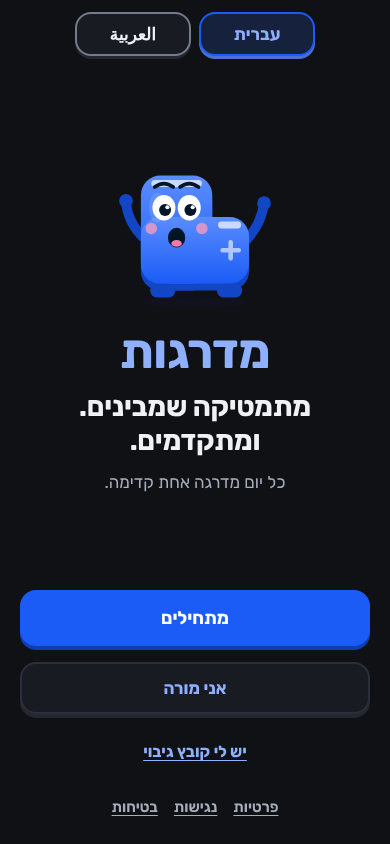 עברית
العربية
מדרגות
מתמטיקה שמבינים.
ומתקדמים.
כל יום מדרגה אחת קדימה.
מתחילים
אני מורה
יש לי קובץ גיבוי
פרטיות נגישות בטיחות